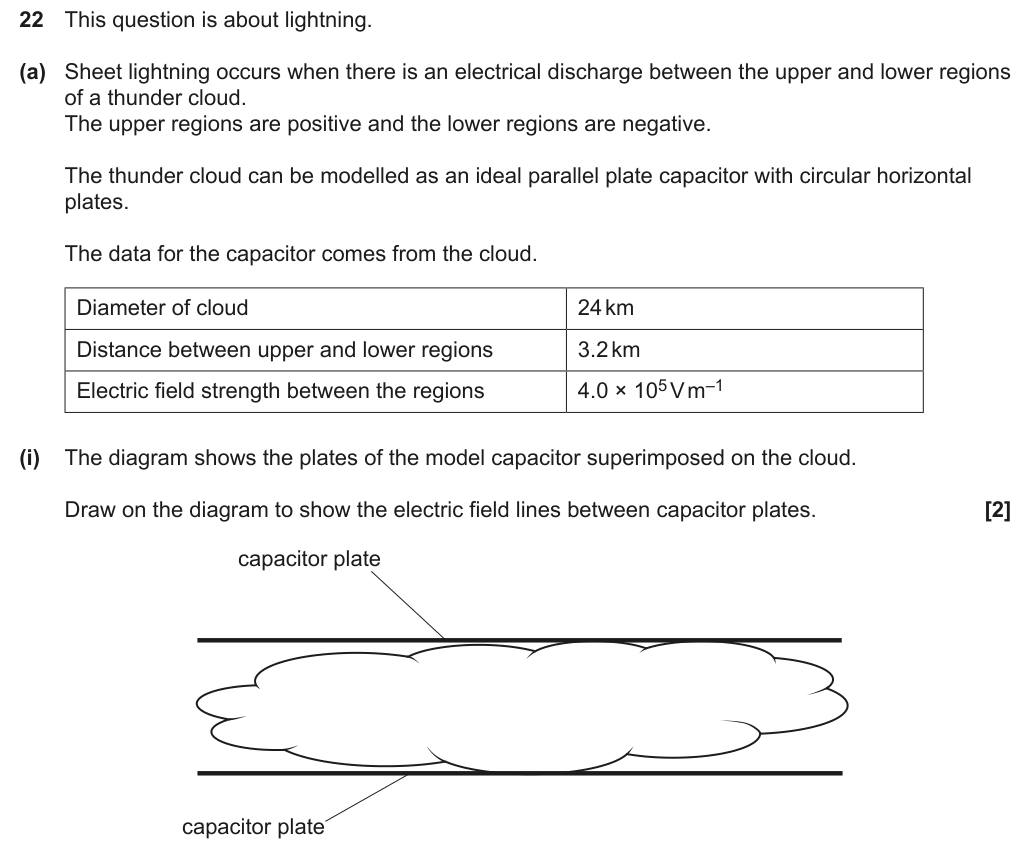 22 This question is about lightning.
(a) Sheet lightning occurs when there is an electrical discharge between the upper and lower regions
of a thunder cloud.
The upper regions are positive and the lower regions are negative.
The thunder cloud can be modelled as an ideal parallel plate capacitor with circular horizontal
plates.
The data for the capacitor comes from the cloud.
Diameter of cloud 24 km
Distance between upper and lower regions 3.2 km
Electric field strength between the regions 4.0 × 10⁵ V m⁻¹
(i) The diagram shows the plates of the model capacitor superimposed on the cloud.
Draw on the diagram to show the electric field lines between capacitor plates. [2]
capacitor plate
capacitor plate